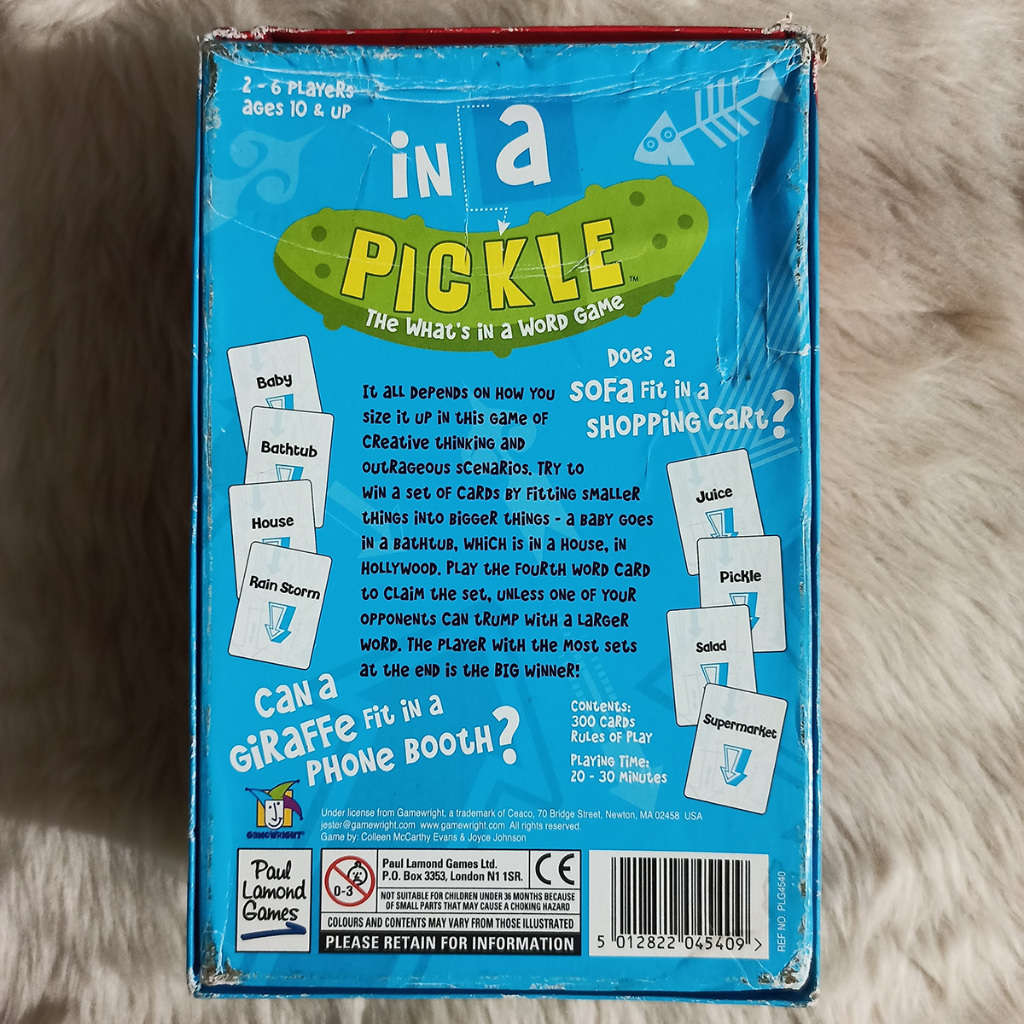 2 - 6 PLAYERS
AGES 10 & UP
IN A
PICKLE™
THE WHAT'S IN A WORD GAME
Baby
Bathtub
House
Rain Storm
IT ALL DEPENDS ON HOW YOU
SIZE IT UP IN THIS GAME OF
CREATIVE THINKING AND
OUTRAGEOUS SCENARIOS. TRY TO
WIN A SET OF CARDS BY FITTING SMALLER
THINGS INTO BIGGER THINGS - A BABY GOES
IN A BATHTUB, WHICH IS IN A HOUSE, IN
HOLLYWOOD. PLAY THE FOURTH WORD CARD
TO CLAIM THE SET, UNLESS ONE OF YOUR
OPPONENTS CAN TRUMP WITH A LARGER
WORD. THE PLAYER WITH THE MOST SETS
AT THE END IS THE BIG WINNER!
DOES A
SOFA FIT IN A
SHOPPING CART?
Juice
Pickle
Salad
Supermarket
CAN A
GIRAFFE FIT IN A
PHONE BOOTH?
CONTENTS:
300 CARDS
RULES OF PLAY
PLAYING TIME:
20 - 30 MINUTES
GAMEWRIGHT®
Under license from Gamewright, a trademark of Ceaco, 70 Bridge Street, Newton, MA 02458 USA
jester@gamewright.com www.gamewright.com All rights reserved.
Game by: Colleen McCarthy Evans & Joyce Johnson
Paul
Lamond
Games
0-3
Paul Lamond Games Ltd.
P.O. Box 3353, London N1 1SR.
CE
NOT SUITABLE FOR CHILDREN UNDER 36 MONTHS BECAUSE
OF SMALL PARTS THAT MAY CAUSE A CHOKING HAZARD
COLOURS AND CONTENTS MAY VARY FROM THOSE ILLUSTRATED
PLEASE RETAIN FOR INFORMATION
5 012822 045409 >
REF NO. PLG4540